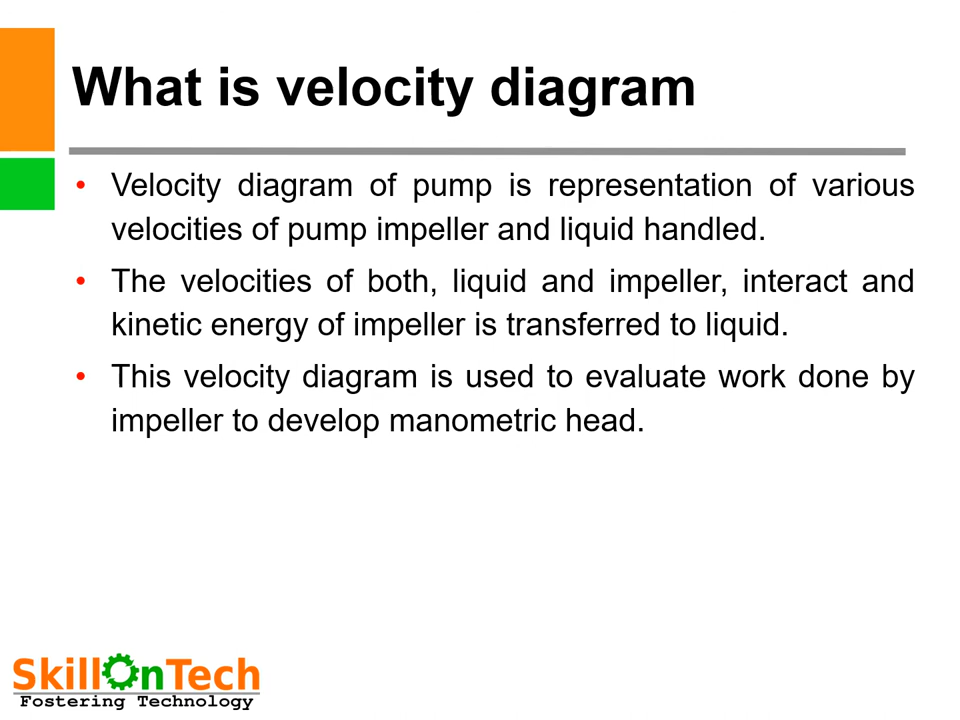 What is velocity diagram
• Velocity diagram of pump is representation of various
velocities of pump impeller and liquid handled.
• The velocities of both, liquid and impeller, interact and
kinetic energy of impeller is transferred to liquid.
• This velocity diagram is used to evaluate work done by
impeller to develop manometric head.
SkillOnTech
Fostering Technology